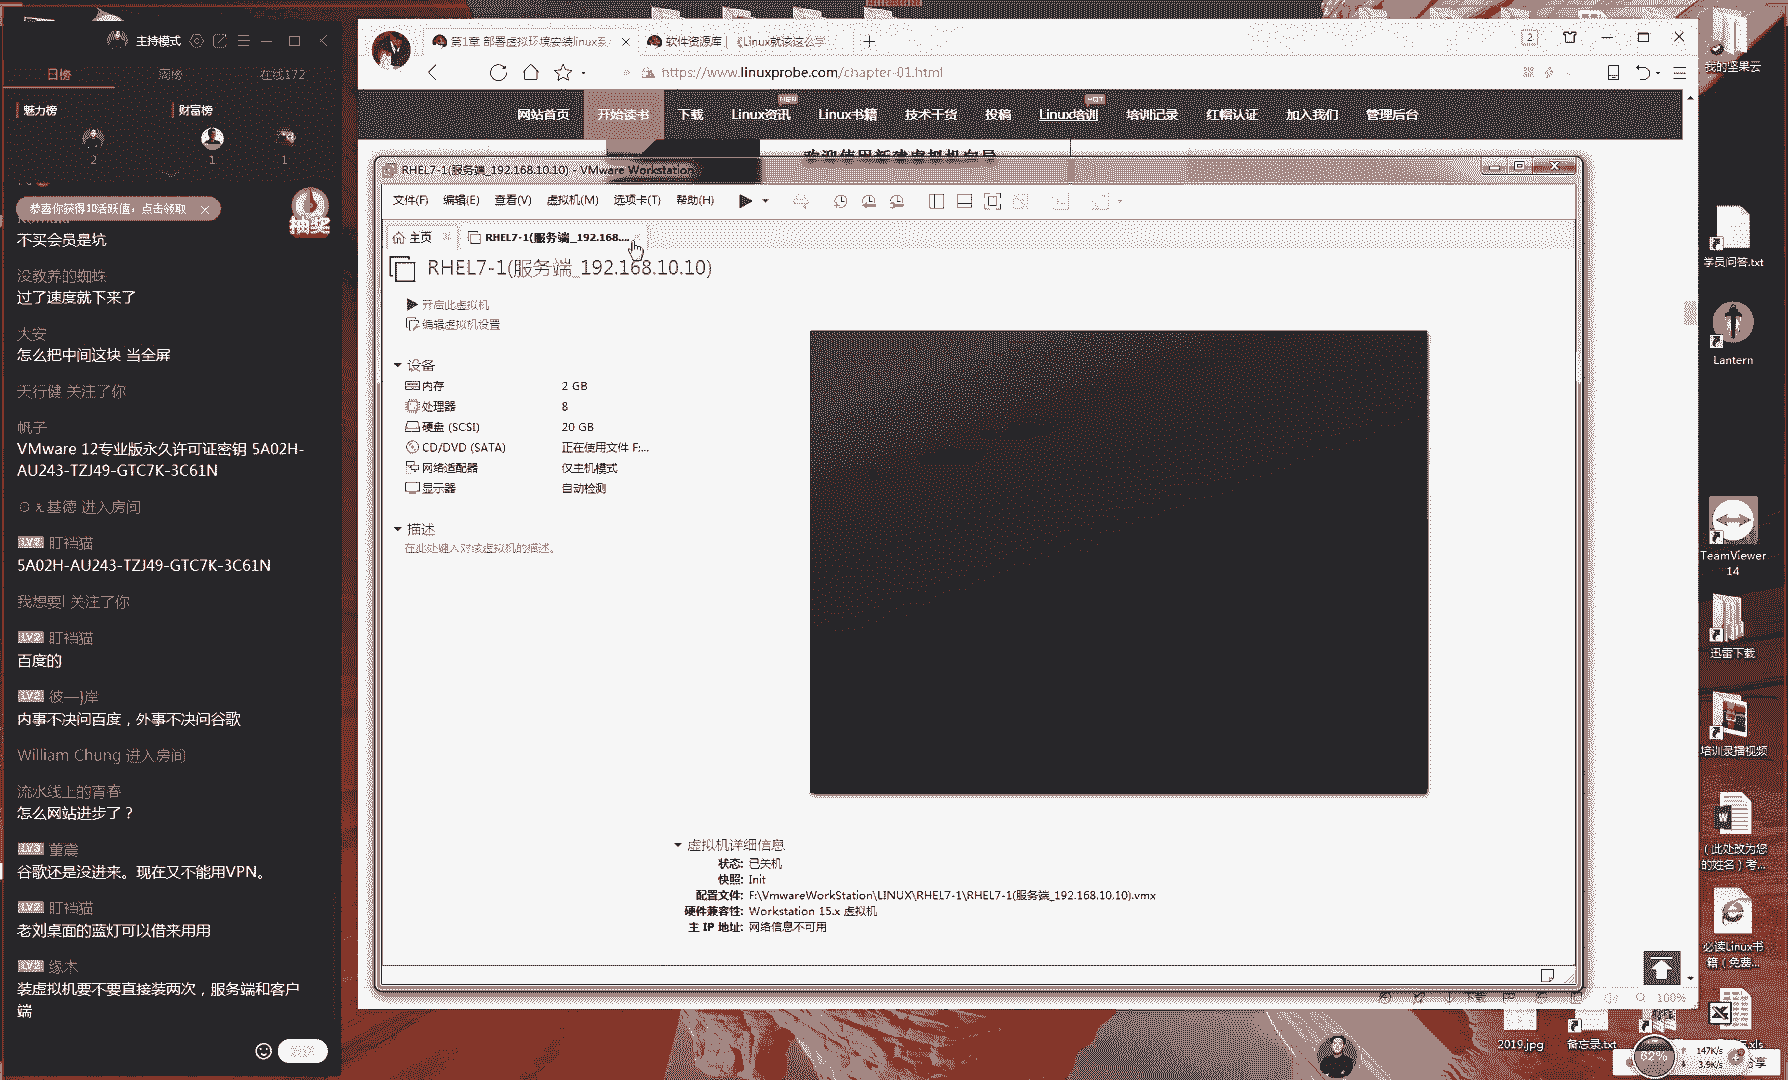 主持模式
日榜
在线172
魅力榜
财富榜
2
1
1
恭喜你获得10活跃值，点击领取
抽奖
不买会员是坑
没教养的蜘蛛
过了速度就下来了
大安
怎么把中间这块 当全屏
天行健 关注了你
帆子
VMware 12专业版永久许可证密钥 5A02H-
AU243-TZJ49-GTC7K-3C61N
基德 进入房间
LV2 盯裆猫
5A02H-AU243-TZJ49-GTC7K-3C61N
我想要! 关注了你
LV2 盯裆猫
百度的
LV2
内事不决问百度，外事不决问谷歌
William Chung 进入房间
流水线上的青春
怎么网站进步了？
LV3 董震
谷歌还是没进来。现在又不能用VPN。
LV2 盯裆猫
老刘桌面的蓝灯可以借来用用
LV2 缘木
装虚拟机要不要直接装两次，服务端和客户
端
第1章 部署虚拟环境安装linux系
软件资源库 | 《Linux就该这么学
2
https://www.linuxprobe.com/chapter-01.html
网站首页
开始读书
下载
Linux资讯
NEW
Linux书籍
技术干货
投稿
Linux培训
HOT
培训记录
红帽认证
加入我们
管理后台
欢迎使用新建虚拟机向导
RHEL7-1(服务端_192.168.10.10) - VMware Workstation
文件(F)
编辑(E)
查看(V)
虚拟机(M)
选项卡(T)
帮助(H)
主页
RHEL7-1(服务端_192.168....
RHEL7-1(服务端_192.168.10.10)
开启此虚拟机
编辑虚拟机设置
设备
内存 2 GB
处理器 8
硬盘 (SCSI) 20 GB
CD/DVD (SATA) 正在使用文件 F:...
网络适配器 仅主机模式
显示器 自动检测
描述
在此处键入对该虚拟机的描述。
虚拟机详细信息
状态: 已关机
快照: Init
配置文件: F:\VmwareWorkStation\LINUX\RHEL7-1\RHEL7-1(服务端_192.168.10.10).vmx
硬件兼容性: Workstation 15.x 虚拟机
主 IP 地址: 网络信息不可用
下载
100%
我的坚果云
学员问答.txt
Lantern
TeamViewer
14
迅雷下载
培训录播视频
（此处改为您
的姓名）考...
必读Linux书
籍（免费...
2019.jpg
备忘录.txt
.xls
62%
147K/s
3.9K/s